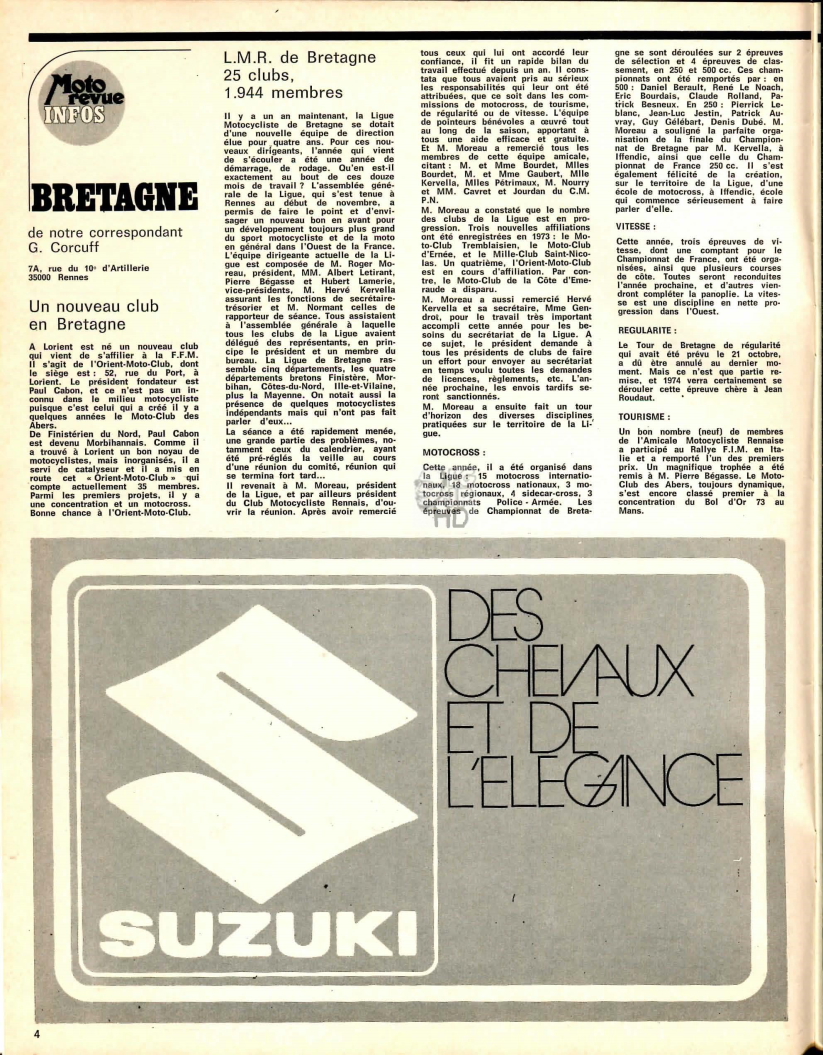 Moto
revue
INFOS
BRETAGNE
de notre correspondant
G. Corcuff
7A, rue du 10e d'Artillerie
35000 Rennes
Un nouveau club
en Bretagne
A Lorient est né un nouveau club
qui vient de s'affilier à la F.F.M.
Il s'agit de l'Orient-Moto-Club, dont
le siège est : 52, rue du Port, à
Lorient. Le président fondateur est
Paul Cabon, et ce n'est pas un in-
connu dans le milieu motocycliste
puisque c'est celui qui a créé il y a
quelques années le Moto-Club des
Abers.
De Finistérien du Nord, Paul Cabon
est devenu Morbihannais. Comme il
a trouvé à Lorient un bon noyau de
motocyclistes, mais inorganisés, il a
servi de catalyseur et il a mis en
route cet « Orient-Moto-Club » qui
compte actuellement 35 membres.
Parmi les premiers projets, il y a
une concentration et un motocross.
Bonne chance à l'Orient-Moto-Club.
L.M.R. de Bretagne
25 clubs,
1.944 membres
Il y a un an maintenant, la Ligue
Motocycliste de Bretagne se dotait
d'une nouvelle équipe de direction
élue pour quatre ans. Pour ces nou-
veaux dirigeants, l'année qui vient
de s'écouler a été une année de
démarrage, de rodage. Qu'en est-il
exactement au bout de ces douze
mois de travail ? L'assemblée géné-
rale de la Ligue, qui s'est tenue à
Rennes au début de novembre, a
permis de faire le point et d'envi-
sager un nouveau bon en avant pour
un développement toujours plus grand
du sport motocycliste et de la moto
en général dans l'Ouest de la France.
L'équipe dirigeante actuelle de la Li-
gue est composée de M. Roger Mo-
reau, président, MM. Albert Letirant,
Pierre Bégasse et Hubert Lamerie,
vice-présidents, M. Hervé Kervella
assurant les fonctions de secrétaire-
trésorier et M. Normant celles de
rapporteur de séance. Tous assistaient
à l'assemblée générale à laquelle
tous les clubs de la Ligue avaient
délégué des représentants, en prin-
cipe le président et un membre du
bureau. La Ligue de Bretagne ras-
semble cinq départements, les quatre
départements bretons Finistère, Mor-
bihan, Côtes-du-Nord, Ille-et-Vilaine,
plus la Mayenne. On notait aussi la
présence de quelques motocyclistes
indépendants mais qui n'ont pas fait
parler d'eux...
La séance a été rapidement menée,
une grande partie des problèmes, no-
tamment ceux du calendrier, ayant
été pré-réglés la veille au cours
d'une réunion du comité, réunion qui
se termina fort tard...
Il revenait à M. Moreau, président
de la Ligue, et par ailleurs président
du Club Motocycliste Rennais, d'ou-
vrir la réunion. Après avoir remercié
tous ceux qui lui ont accordé leur
confiance, il fit un rapide bilan du
travail effectué depuis un an. Il cons-
tata que tous avaient pris au sérieux
les responsabilités qui leur ont été
attribuées, que ce soit dans les com-
missions de motocross, de tourisme,
de régularité ou de vitesse. L'équipe
de pointeurs bénévoles a œuvré tout
au long de la saison, apportant à
tous une aide efficace et gratuite.
Et M. Moreau a remercié tous les
membres de cette équipe amicale,
citant : M. et Mme Bourdet, Mlles
Bourdet, M. et Mme Gaubert, Mlle
Kervella, Mlles Pétrimaux, M. Nourry
et MM. Cavret et Jourdan du C.M.
P.N.
M. Moreau a constaté que le nombre
des clubs de la Ligue est en pro-
gression. Trois nouvelles affiliations
ont été enregistrées en 1973 : le Mo-
to-Club Tremblaisien, le Moto-Club
d'Ernée, et le Mille-Club Saint-Nico-
las. Un quatrième, l'Orient-Moto-Club
est en cours d'affiliation. Par con-
tre, le Moto-Club de la Côte d'Eme-
raude a disparu.
M. Moreau a aussi remercié Hervé
Kervella et sa secrétaire, Mme Gen-
drot, pour le travail très important
accompli cette année pour les be-
soins du secrétariat de la Ligue. A
ce sujet, le président demande à
tous les présidents de clubs de faire
un effort pour envoyer au secrétariat
en temps voulu toutes les demandes
de licences, règlements, etc. L'an-
née prochaine, les envois tardifs se-
ront sanctionnés.
M. Moreau a ensuite fait un tour
d'horizon des diverses disciplines
pratiquées sur le territoire de la Li-
gue.
MOTOCROSS :
Cette année, il a été organisé dans
la Ligue : 15 motocross internatio-
naux, 18 motocross nationaux, 3 mo-
tocross régionaux, 4 sidecar-cross, 3
championnats Police - Armée. Les
épreuves de Championnat de Breta-
gne se sont déroulées sur 2 épreuves
de sélection et 4 épreuves de clas-
sement, en 250 et 500 cc. Ces cham-
pionnats ont été remportés par : en
500 : Daniel Berault, René Le Noach,
Eric Bourdais, Claude Rolland, Pa-
trick Besneux. En 250 : Pierrick Le-
blanc, Jean-Luc Jestin, Patrick Au-
vray, Guy Gélébart, Denis Dubé. M.
Moreau a souligné la parfaite orga-
nisation de la finale du Champion-
nat de Bretagne par M. Kervella, à
Iffendic, ainsi que celle du Cham-
pionnat de France 250 cc. Il s'est
également félicité de la création,
sur le territoire de la Ligue, d'une
école de motocross, à Iffendic, école
qui commence sérieusement à faire
parler d'elle.
VITESSE :
Cette année, trois épreuves de vi-
tesse, dont une comptant pour le
Championnat de France, ont été orga-
nisées, ainsi que plusieurs courses
de côte. Toutes seront reconduites
l'année prochaine, et d'autres vien-
dront compléter la panoplie. La vites-
se est une discipline en nette pro-
gression dans l'Ouest.
REGULARITE :
Le Tour de Bretagne de régularité
qui avait été prévu le 21 octobre,
a dû être annulé au dernier mo-
ment. Mais ce n'est que partie re-
mise, et 1974 verra certainement se
dérouler cette épreuve chère à Jean
Roudaut.
TOURISME :
Un bon nombre (neuf) de membres
de l'Amicale Motocycliste Rennaise
a participé au Rallye F.I.M. en Ita-
lie et a remporté l'un des premiers
prix. Un magnifique trophée a été
remis à M. Pierre Bégasse. Le Moto-
Club des Abers, toujours dynamique,
s'est encore classé premier à la
concentration du Bol d'Or 73 au
Mans.
DES
CHEVAUX
ET DE
L'ELEGANCE
SUZUKI
4